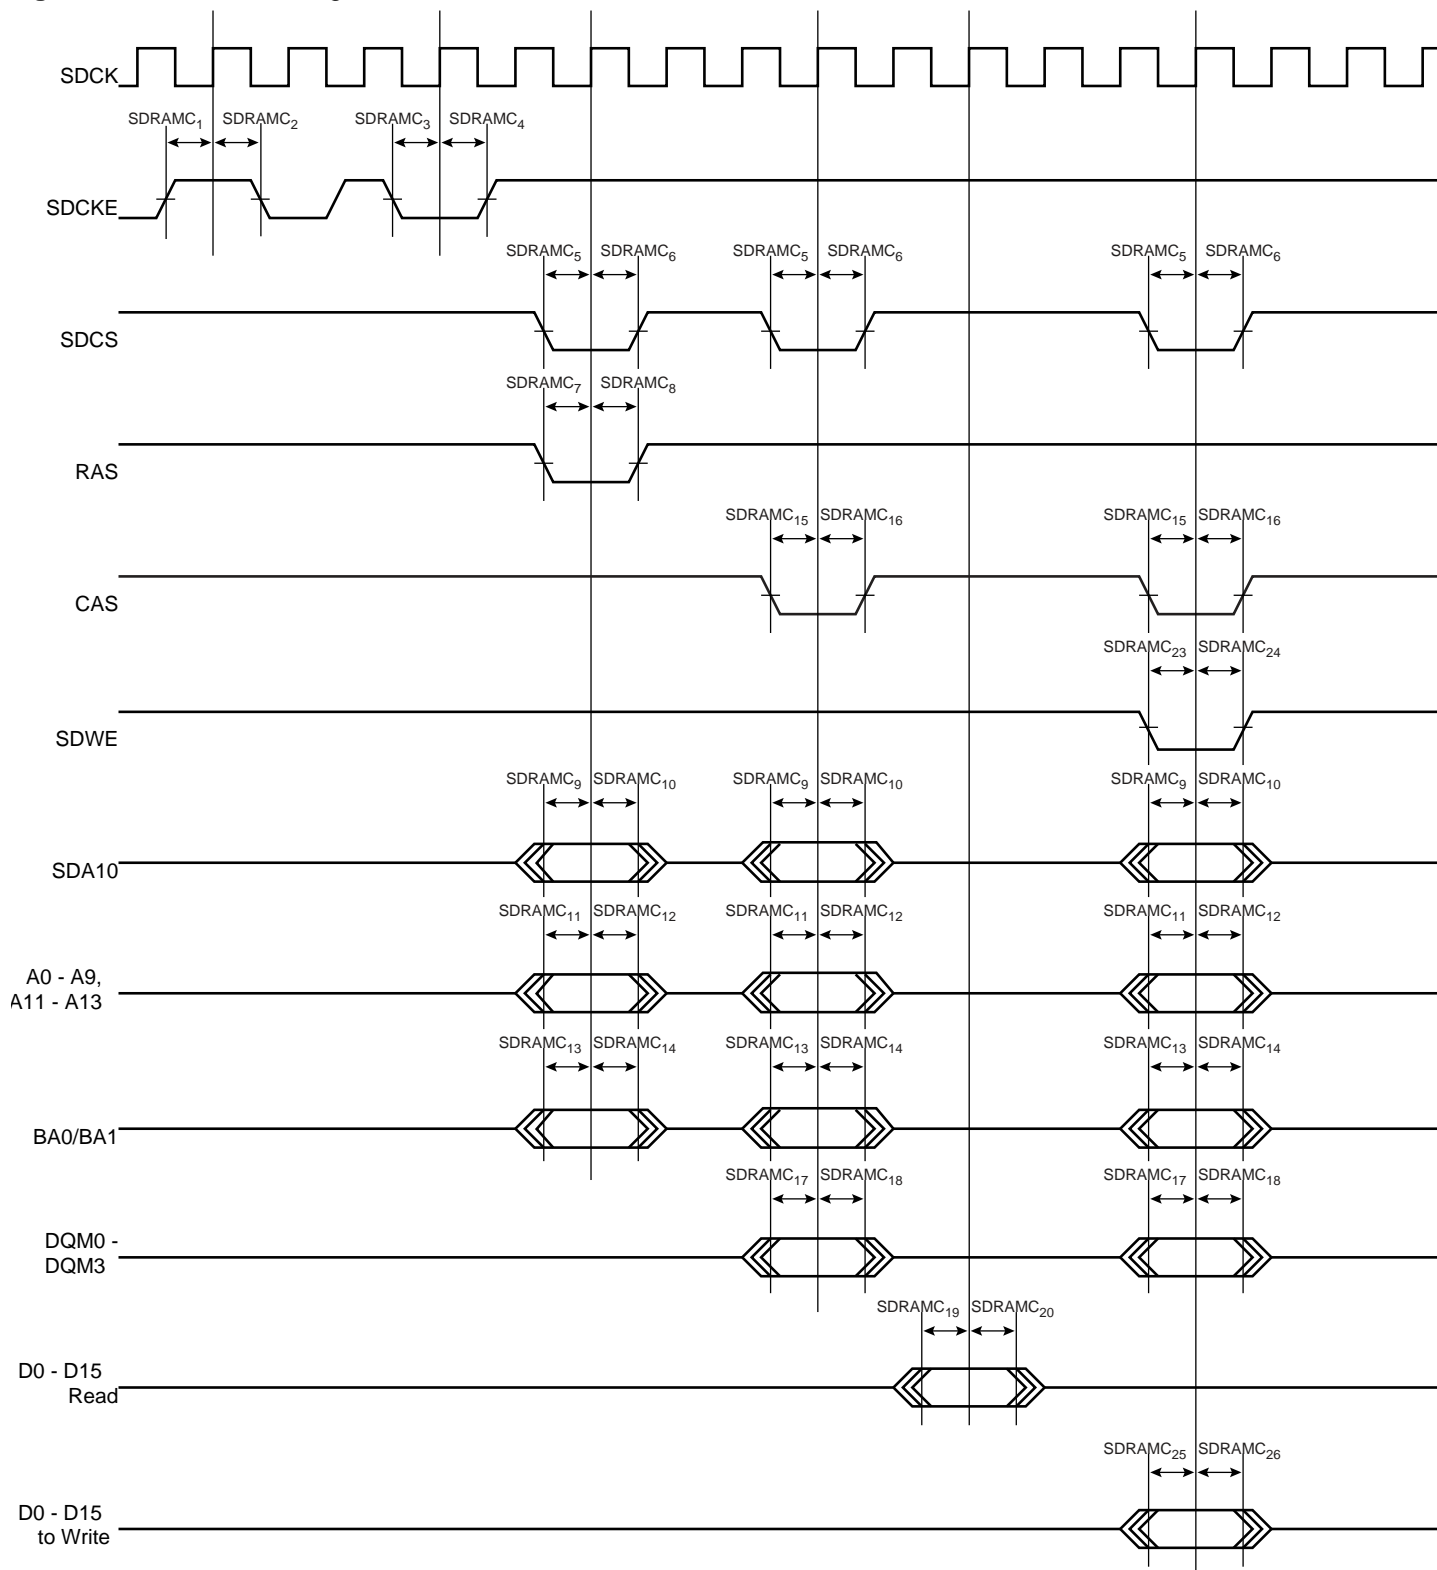 SDCK
SDRAMC1 SDRAMC2 SDRAMC3 SDRAMC4
SDCKE
SDRAMC5 SDRAMC6 SDRAMC5 SDRAMC6 SDRAMC5 SDRAMC6
SDCS
SDRAMC7 SDRAMC8
RAS
SDRAMC15 SDRAMC16 SDRAMC15 SDRAMC16
CAS
SDRAMC23 SDRAMC24
SDWE
SDRAMC9 SDRAMC10 SDRAMC9 SDRAMC10 SDRAMC9 SDRAMC10
SDA10
SDRAMC11 SDRAMC12 SDRAMC11 SDRAMC12 SDRAMC11 SDRAMC12
A0 - A9,
A11 - A13
SDRAMC13 SDRAMC14 SDRAMC13 SDRAMC14 SDRAMC13 SDRAMC14
BA0/BA1
SDRAMC17 SDRAMC18 SDRAMC17 SDRAMC18
DQM0 -
DQM3
SDRAMC19 SDRAMC20
D0 - D15
Read
SDRAMC25 SDRAMC26
D0 - D15
to Write